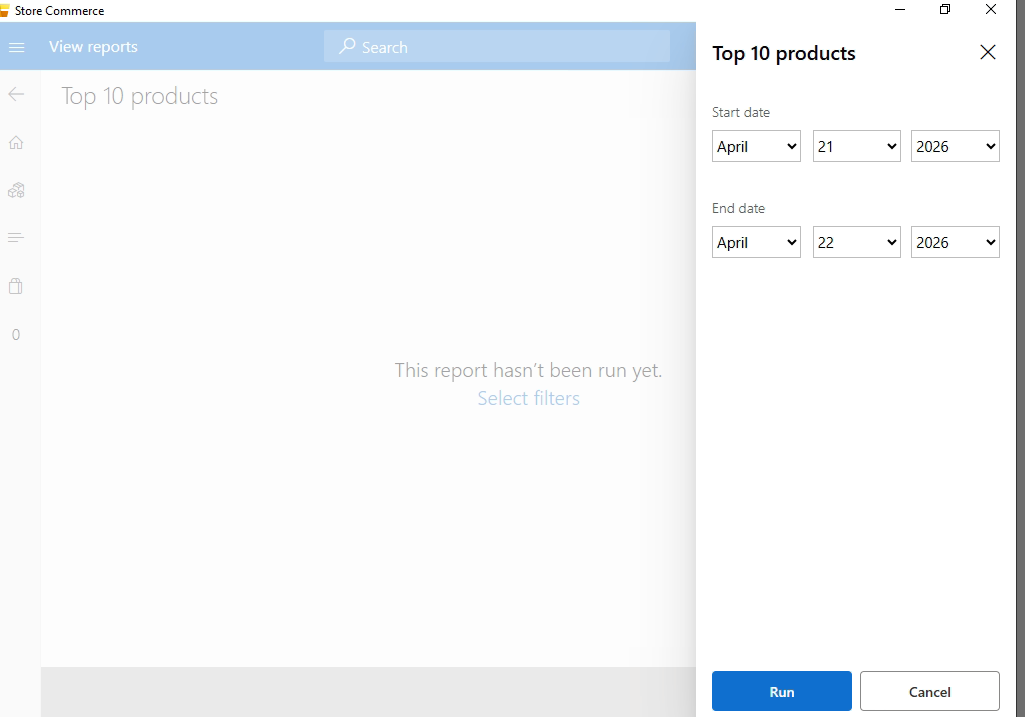 Store Commerce
View reports
Search
Top 10 products
0
This report hasn't been run yet.
Select filters
Top 10 products
Start date
April 21 2026
End date
April 22 2026
Run Cancel